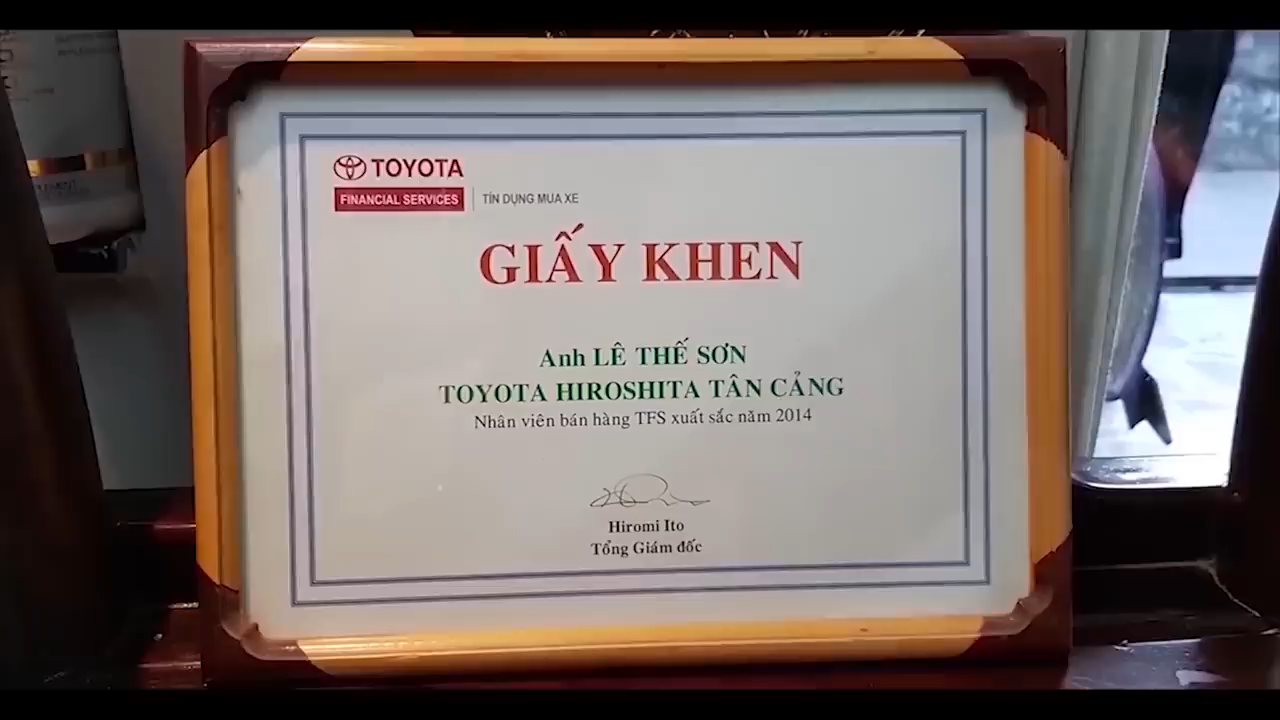 TOYOTA
FINANCIAL SERVICES TÍN DỤNG MUA XE
GIẤY KHEN
Anh LÊ THẾ SƠN
TOYOTA HIROSHITA TÂN CẢNG
Nhân viên bán hàng TFS xuất sắc năm 2014
Hiromi Ito
Tổng Giám đốc